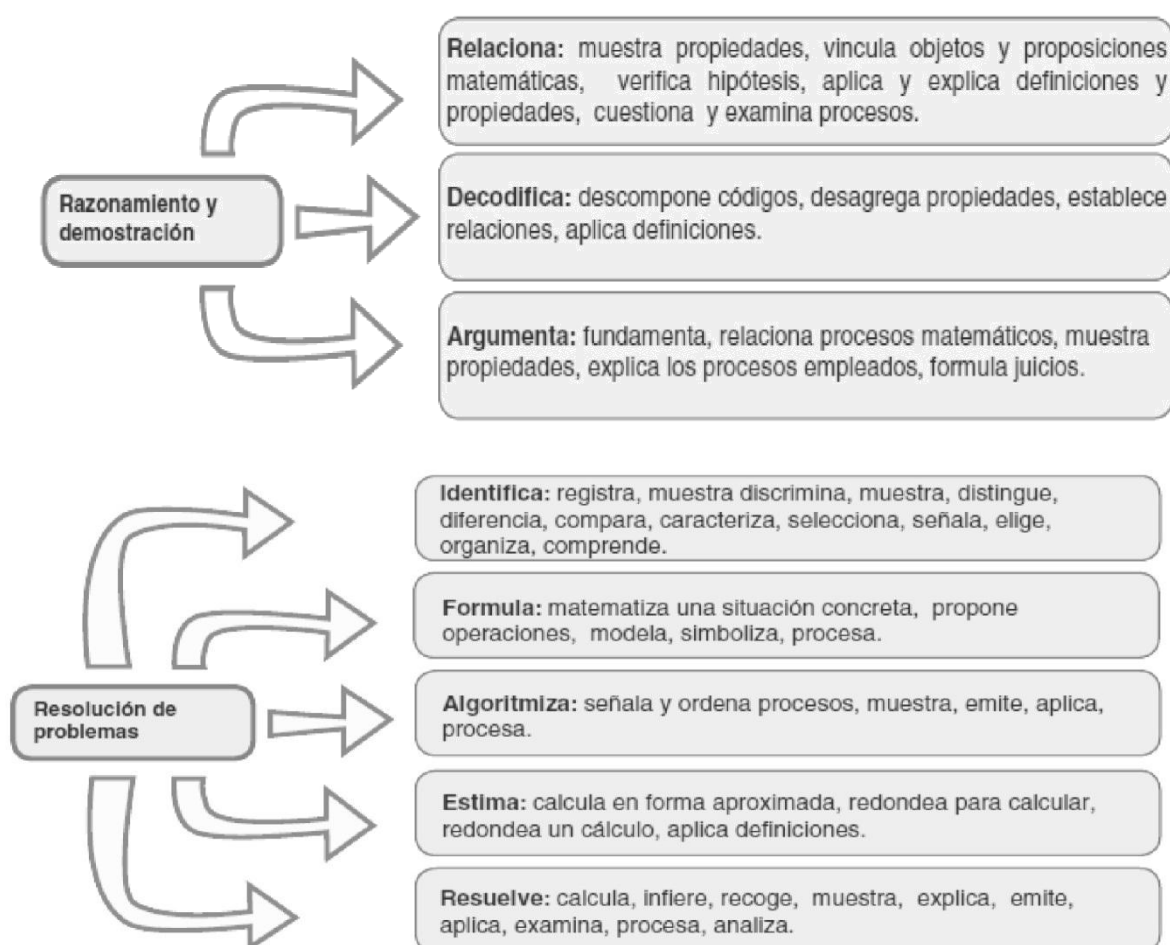 Relaciona: muestra propiedades, vincula objetos y proposiciones
matemáticas, verifica hipótesis, aplica y explica definiciones y
propiedades, cuestiona y examina procesos.
Razonamiento y
demostración
Decodifica: descompone códigos, desagrega propiedades, establece
relaciones, aplica definiciones.
Argumenta: fundamenta, relaciona procesos matemáticos, muestra
propiedades, explica los procesos empleados, formula juicios.
Identifica: registra, muestra discrimina, muestra, distingue,
diferencia, compara, caracteriza, selecciona, señala, elige,
organiza, comprende.
Formula: matematiza una situación concreta, propone
operaciones, modela, simboliza, procesa.
Resolución de
problemas
Algoritmiza: señala y ordena procesos, muestra, emite, aplica,
procesa.
Estima: calcula en forma aproximada, redondea para calcular,
redondea un cálculo, aplica definiciones.
Resuelve: calcula, infiere, recoge, muestra, explica, emite,
aplica, examina, procesa, analiza.